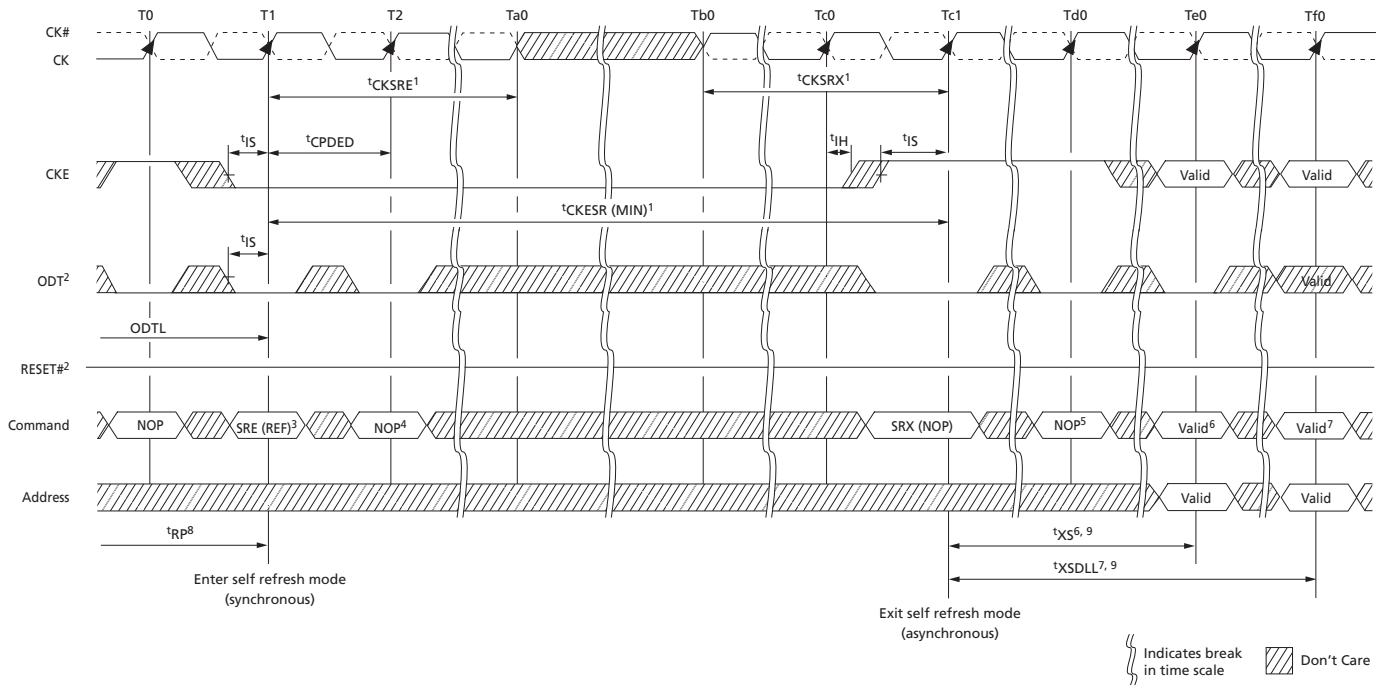 T0 T1 T2 Ta0 Tb0 Tc0 Tc1 Td0 Te0 Tf0
CK#
CK
tCKSRE1 tCKSRX1
tIS tCPDED tIH tIS
CKE Valid Valid
tCKESR (MIN)1
tIS
ODT2 Valid
ODTL
RESET#2
Command NOP SRE (REF)3 NOP4 SRX (NOP) NOP5 Valid6 Valid7
Address Valid Valid
tRP8 tXS6, 9
Enter self refresh mode
(synchronous)
tXSDLL7, 9
Exit self refresh mode
(asynchronous)
Indicates break
in time scale
Don't Care